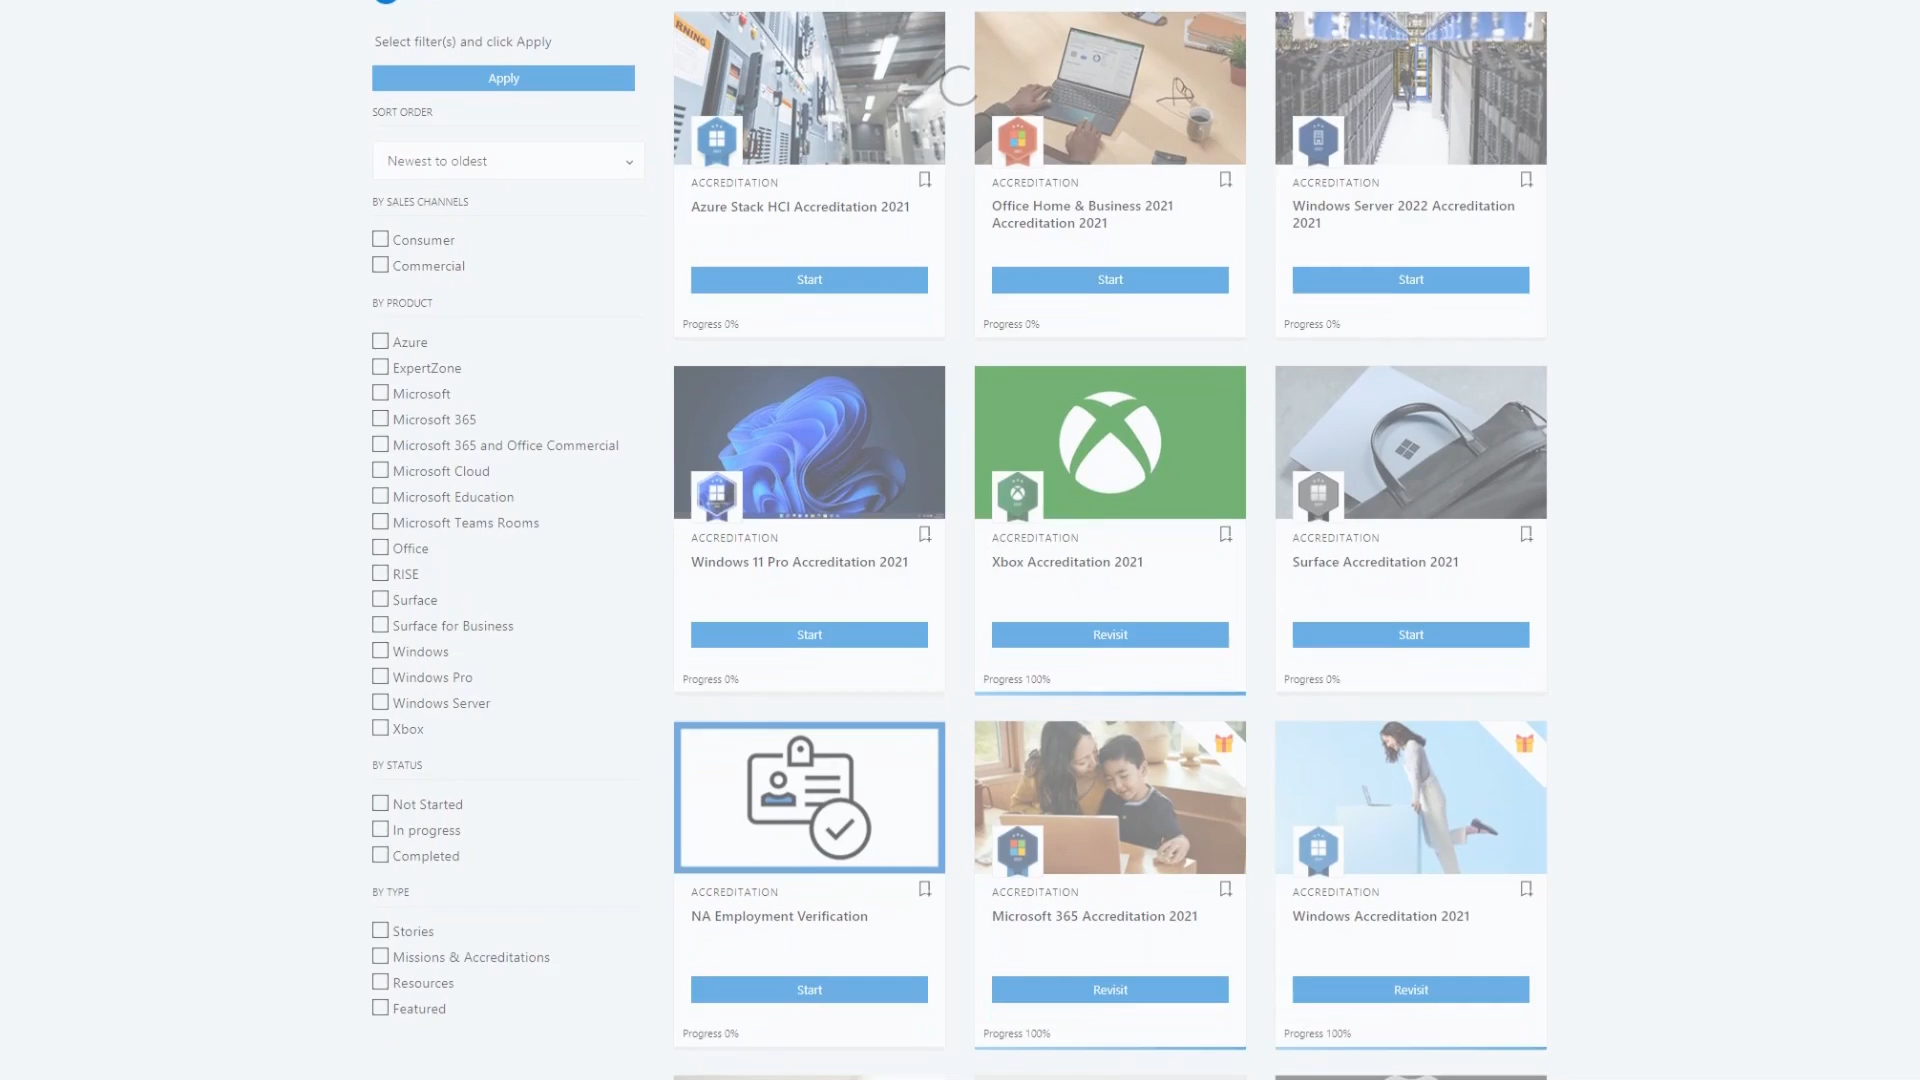 Select filter(s) and click Apply
Apply
SORT ORDER
Newest to oldest
BY SALES CHANNELS
Consumer
Commercial
BY PRODUCT
Azure
ExpertZone
Microsoft
Microsoft 365
Microsoft 365 and Office Commercial
Microsoft Cloud
Microsoft Education
Microsoft Teams Rooms
Office
RISE
Surface
Surface for Business
Windows
Windows Pro
Windows Server
Xbox
BY STATUS
Not Started
In progress
Completed
BY TYPE
Stories
Missions & Accreditations
Resources
Featured
ACCREDITATION
Azure Stack HCI Accreditation 2021
Start
Progress 0%
ACCREDITATION
Office Home & Business 2021
Accreditation 2021
Start
Progress 0%
ACCREDITATION
Windows Server 2022 Accreditation
2021
Start
Progress 0%
ACCREDITATION
Windows 11 Pro Accreditation 2021
Start
Progress 0%
ACCREDITATION
Xbox Accreditation 2021
Revisit
Progress 100%
ACCREDITATION
Surface Accreditation 2021
Start
Progress 0%
ACCREDITATION
NA Employment Verification
Start
Progress 0%
ACCREDITATION
Microsoft 365 Accreditation 2021
Revisit
Progress 100%
ACCREDITATION
Windows Accreditation 2021
Revisit
Progress 100%